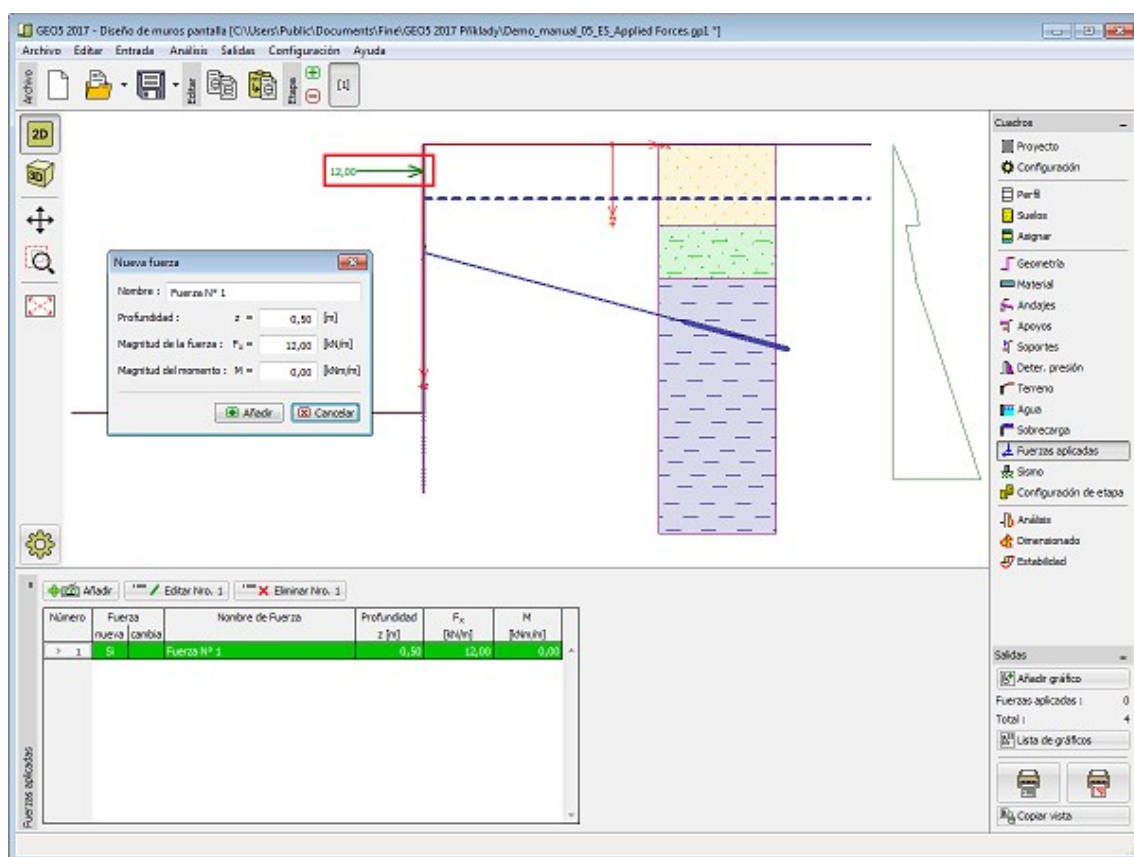 GEO5 2017 - Diseño de muros pantalla [C:\Users\Public\Documents\Fine\GEO5 2017 Příklady\Demo_manual_05_ES_Applied Forces.gp1 *]
Archivo Editar Entrada Análisis Salidas Configuración Ayuda
Archivo
Editar
Etapa
[1]
2D
3D
12,00
+x
+z
Nueva fuerza
Nombre : Fuerza Nº 1
Profundidad : z = 0,50 [m]
Magnitud de la fuerza : Fx = 12,00 [kN/m]
Magnitud del momento : M = 0,00 [kNm/m]
Añadir Cancelar
Cuadros
Proyecto
Configuración
Perfil
Suelos
Asignar
Geometría
Material
Anclajes
Apoyos
Soportes
Deter. presión
Terreno
Agua
Sobrecarga
Fuerzas aplicadas
Sismo
Configuración de etapa
Análisis
Dimensionado
Estabilidad
Añadir Editar Nro. 1 Eliminar Nro. 1
Número Fuerza Nombre de Fuerza Profundidad Fx M
nueva cambia z [m] [kN/m] [kNm/m]
> 1 Si Fuerza Nº 1 0,50 12,00 0,00
Fuerzas aplicadas
Salidas
Añadir gráfico
Fuerzas aplicadas : 0
Total : 4
Lista de gráficos
Copiar vista